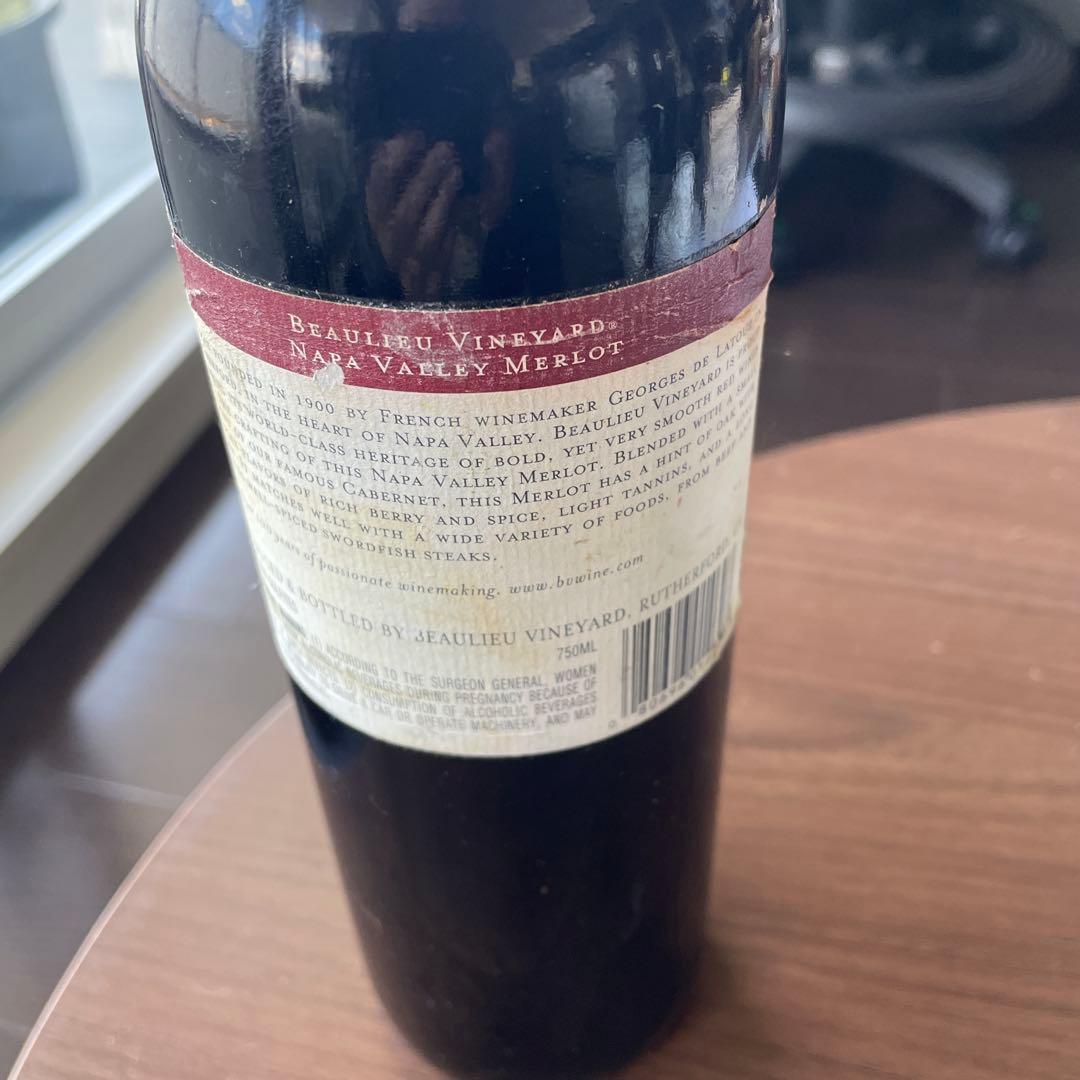 BEAULIEU VINEYARD®
NAPA VALLEY MERLOT
IN 1900 BY FRENCH WINEMAKER GEORGES DE LATOUR
IN THE HEART OF NAPA VALLEY. BEAULIEU VINEYARD IS
WORLD-CLASS HERITAGE OF BOLD, YET VERY SMOOTH RED
OF THIS NAPA VALLEY MERLOT. BLENDED WITH A
OUR FAMOUS CABERNET, THIS MERLOT HAS A HINT OF OAK
OF RICH BERRY AND SPICE, LIGHT TANNINS, AND A
MATCHES WELL WITH A WIDE VARIETY OF FOODS, FROM BEEF
-SPICED SWORDFISH STEAKS.
years of passionate winemaking. www.bvwine.com
& BOTTLED BY BEAULIEU VINEYARD, RUTHERFORD,
750ML
ACCORDING TO THE SURGEON GENERAL, WOMEN
BEVERAGES DURING PREGNANCY BECAUSE OF
CONSUMPTION OF ALCOHOLIC BEVERAGES
A CAR OR OPERATE MACHINERY, AND MAY